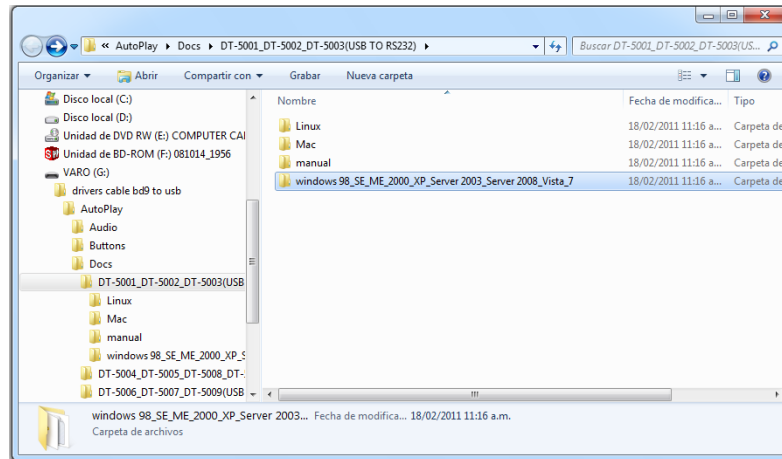 « AutoPlay ▸ Docs ▸ DT-5001_DT-5002_DT-5003(USB TO RS232) ▸
Buscar DT-5001_DT-5002_DT-5003(US...
Organizar Abrir Compartir con Grabar Nueva carpeta
Disco local (C:)
Disco local (D:)
Unidad de DVD RW (E:) COMPUTER CAI
Unidad de BD-ROM (F:) 081014_1956
VARO (G:)
drivers cable bd9 to usb
AutoPlay
Audio
Buttons
Docs
DT-5001_DT-5002_DT-5003(USB
Linux
Mac
manual
windows 98_SE_ME_2000_XP_S
DT-5004_DT-5005_DT-5008_DT-
DT-5006_DT-5007_DT-5009(USB
Nombre Fecha de modifica... Tipo
Linux 18/02/2011 11:16 a... Carpeta de
Mac 18/02/2011 11:16 a... Carpeta de
manual 18/02/2011 11:16 a... Carpeta de
windows 98_SE_ME_2000_XP_Server 2003_Server 2008_Vista_7 18/02/2011 11:16 a... Carpeta de
windows 98_SE_ME_2000_XP_Server 2003... Fecha de modifica... 18/02/2011 11:16 a.m.
Carpeta de archivos